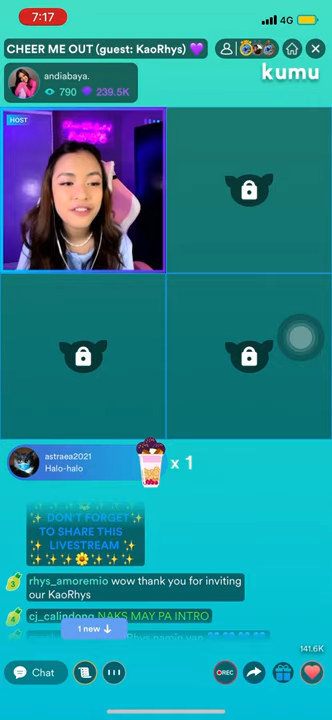 7:17
4G
CHEER ME OUT (guest: KaoRhys) 💜
kumu
andiabaya.
790 239.5K
HOST
astraea2021
Halo-halo
x 1
✨ DON'T FORGET ✨
✨ TO SHARE THIS ✨
✨ LIVESTREAM ✨
rhys_amoremio wow thank you for inviting
our KaoRhys
cj_calindong NAKS MAY PA INTRO
1 new ↓
141.6K
Chat
REC